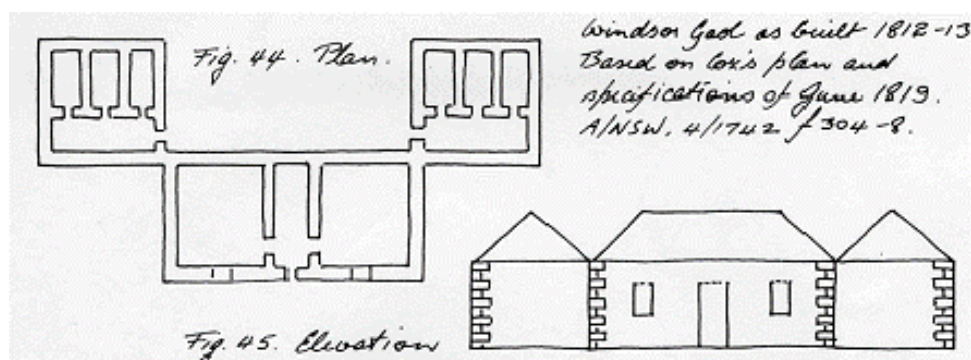 Fig. 44. Plan.
Windsor Gaol as built 1812-13
Based on Cox's plan and
specifications of June 1819.
A/NSW. 4/1742 f 304-8.
Fig. 45. Elevation